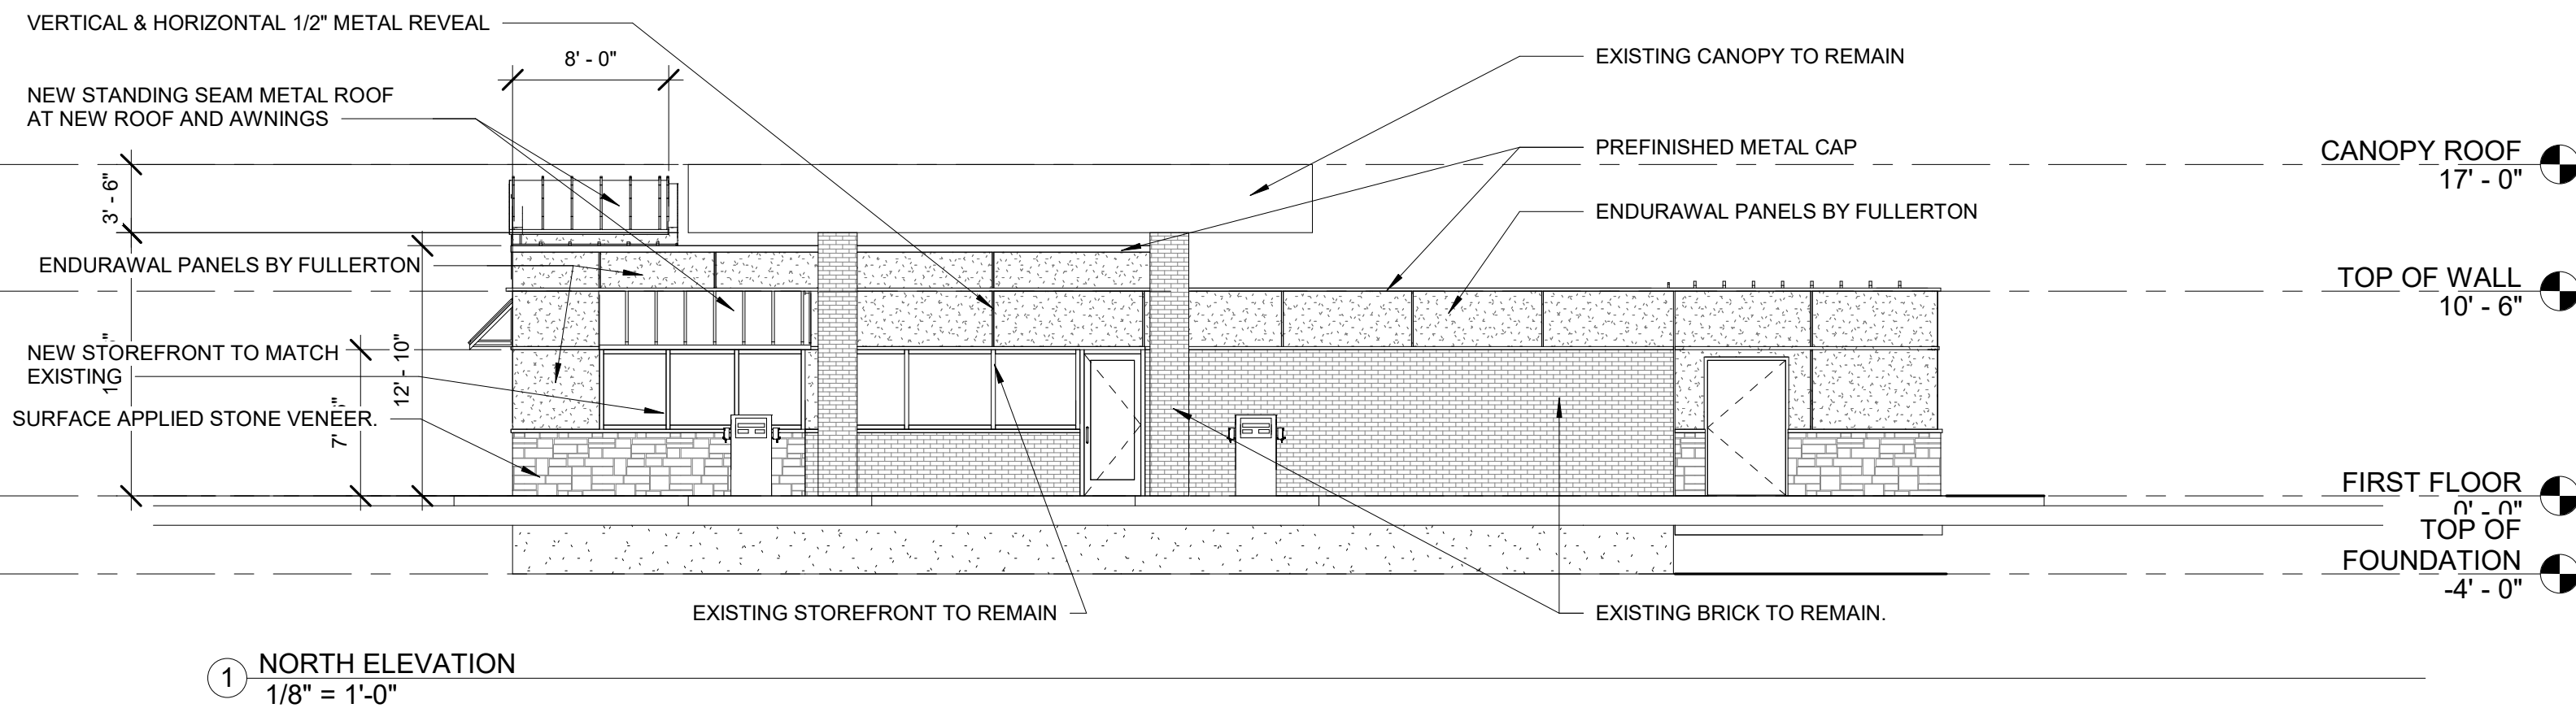 VERTICAL & HORIZONTAL 1/2" METAL REVEAL
8' - 0"
EXISTING CANOPY TO REMAIN
NEW STANDING SEAM METAL ROOF
AT NEW ROOF AND AWNINGS
PREFINISHED METAL CAP
CANOPY ROOF
17' - 0"
3' - 6"
ENDURAWAL PANELS BY FULLERTON
ENDURAWAL PANELS BY FULLERTON
TOP OF WALL
10' - 6"
NEW STOREFRONT TO MATCH
EXISTING
12' - 10"
SURFACE APPLIED STONE VENEER.
FIRST FLOOR
0' - 0"
TOP OF
FOUNDATION
-4' - 0"
EXISTING STOREFRONT TO REMAIN
EXISTING BRICK TO REMAIN.
1
NORTH ELEVATION
1/8" = 1'-0"